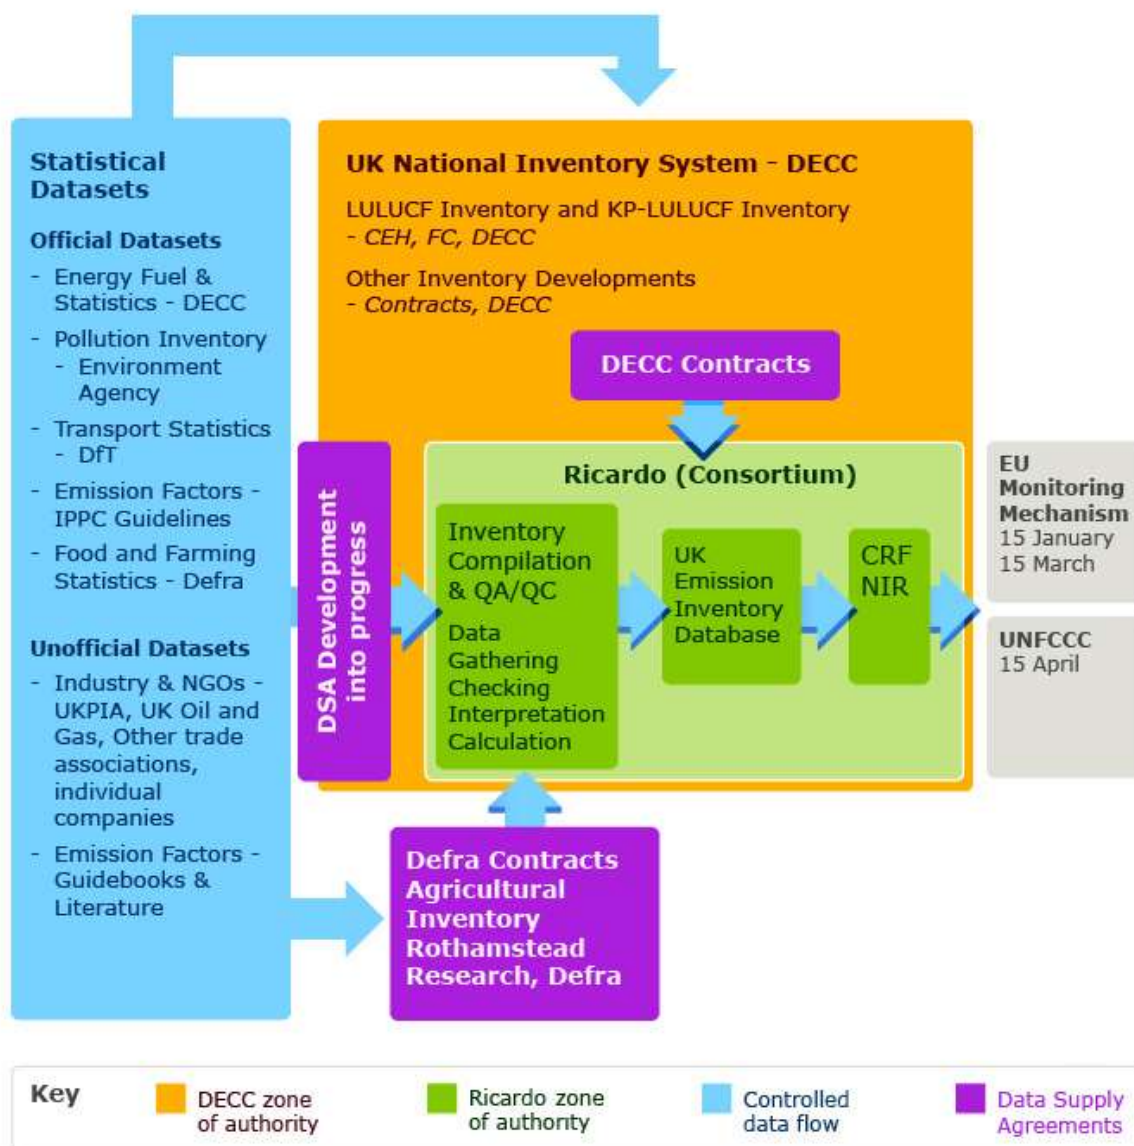 Statistical
Datasets
Official Datasets
- Energy Fuel &
Statistics - DECC
- Pollution Inventory
- Environment
Agency
- Transport Statistics
- DfT
- Emission Factors -
IPPC Guidelines
- Food and Farming
Statistics - Defra
Unofficial Datasets
- Industry & NGOs -
UKPIA, UK Oil and
Gas, Other trade
associations,
individual
companies
- Emission Factors -
Guidebooks &
Literature
UK National Inventory System - DECC
LULUCF Inventory and KP-LULUCF Inventory
- CEH, FC, DECC
Other Inventory Developments
- Contracts, DECC
DECC Contracts
DSA Development
into progress
Ricardo (Consortium)
Inventory
Compilation
& QA/QC
Data
Gathering
Checking
Interpretation
Calculation
UK
Emission
Inventory
Database
CRF
NIR
EU
Monitoring
Mechanism
15 January
15 March
UNFCCC
15 April
Defra Contracts
Agricultural
Inventory
Rothamstead
Research, Defra
Key
DECC zone
of authority
Ricardo zone
of authority
Controlled
data flow
Data Supply
Agreements